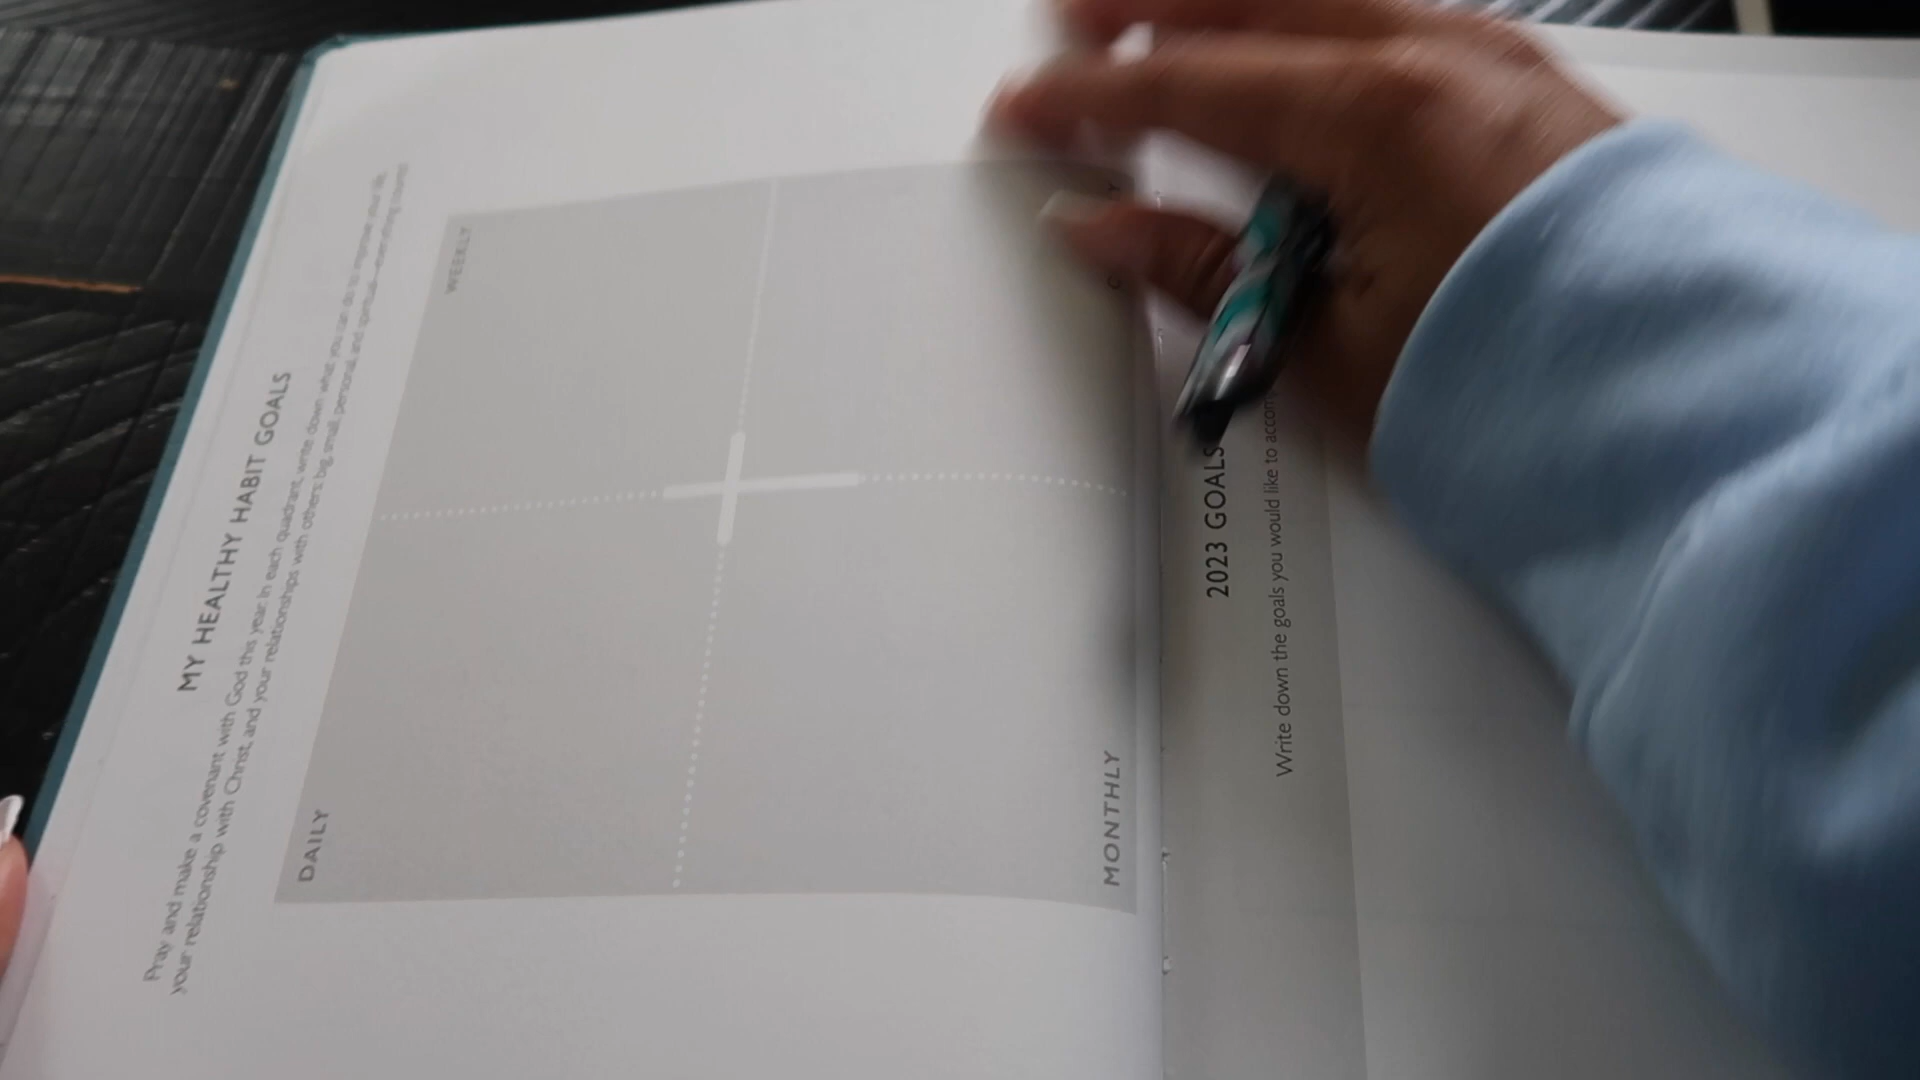 MY HEALTHY HABIT GOALS
Pray and make a covenant with God this year. In each quadrant, write down what you can do to improve your life,
your relationship with Christ, and your relationships with others: big, small, personal, and spiritual—everything counts!
DAILY
WEEKLY
MONTHLY
2023 GOALS
Write down the goals you would like to